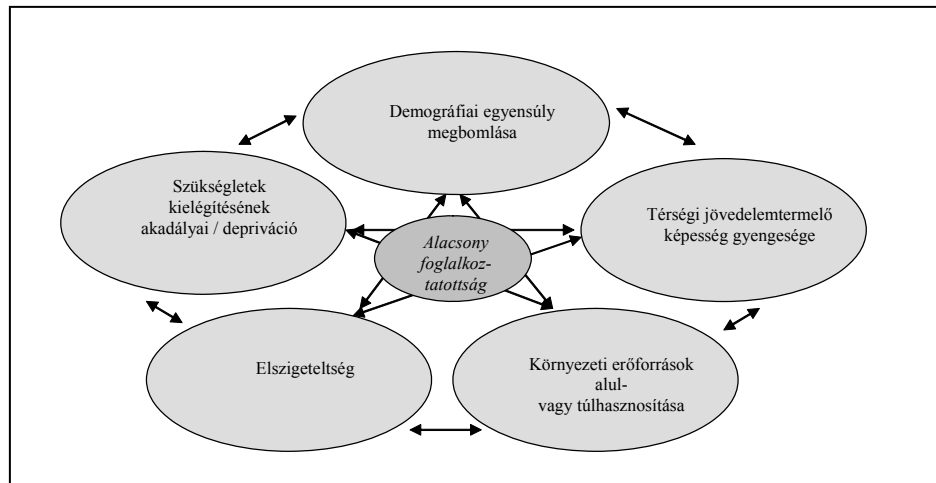 Demográfiai egyensúly
megbomlása
Szükségletek
kielégítésének
akadályai / depriváció
Térségi jövedelemtermelő
képesség gyengesége
Alacsony
foglalkoz-
tatottság
Elszigeteltség
Környezeti erőforrások
alul-
vagy túlhasznosítása